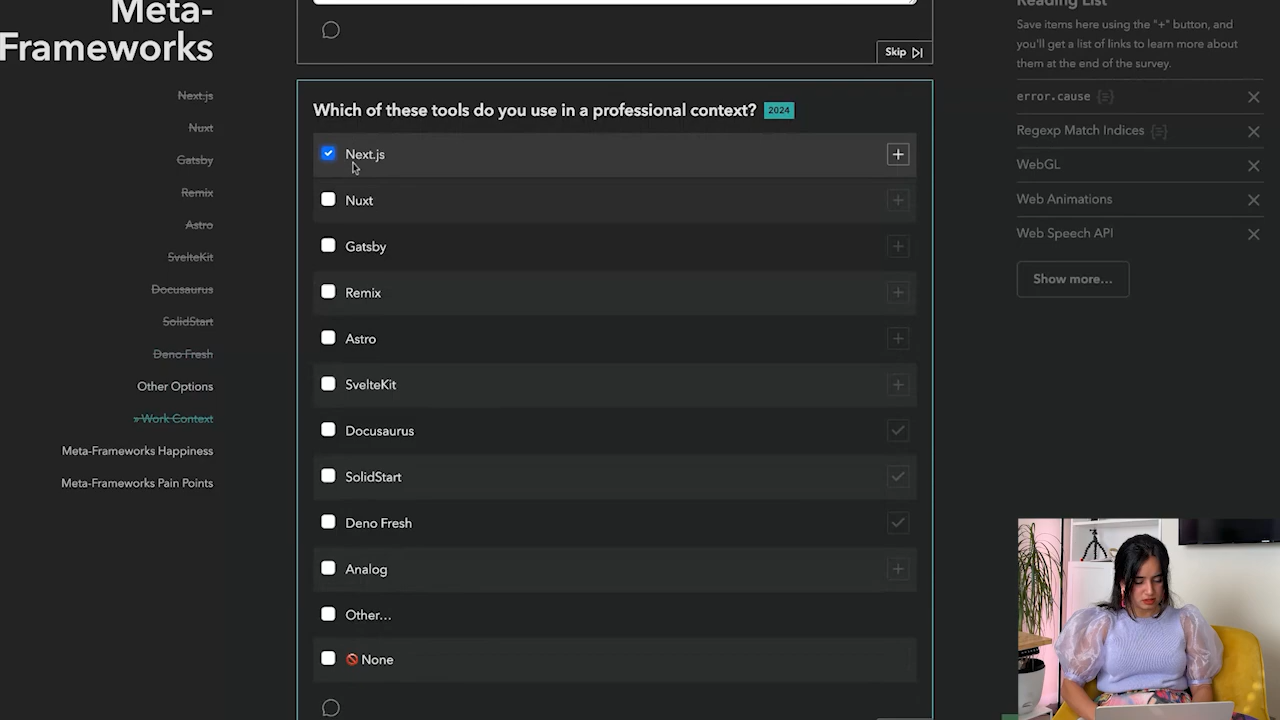 Meta-
Frameworks
Next.js
Nuxt
Gatsby
Remix
Astro
SvelteKit
Docusaurus
SolidStart
Deno Fresh
Other Options
» Work Context
Meta-Frameworks Happiness
Meta-Frameworks Pain Points
Skip
Which of these tools do you use in a professional context? 2024
Next.js
Nuxt
Gatsby
Remix
Astro
SvelteKit
Docusaurus
SolidStart
Deno Fresh
Analog
Other...
None
Reading List
Save items here using the "+" button, and
you'll get a list of links to learn more about
them at the end of the survey.
error.cause
Regexp Match Indices
WebGL
Web Animations
Web Speech API
Show more...